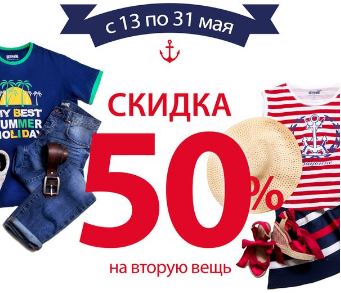 с 13 по 31 мая
СКИДКА
MY BEST
SUMMER
HOLIDAY
50%
на вторую вещь